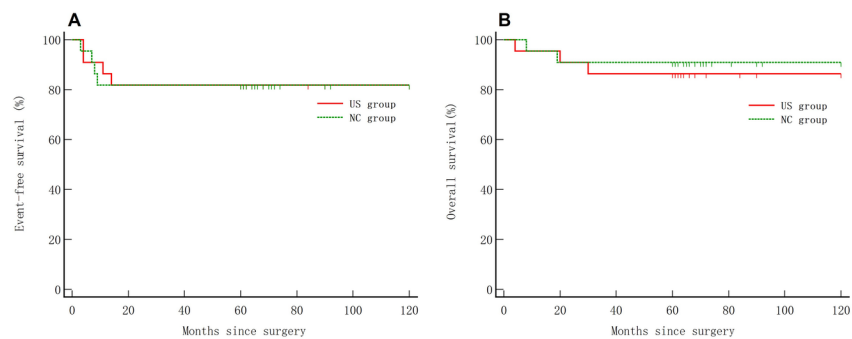 A
100
80
60
40
20
0
Event-free survival (%)
US group
NC group
0 20 40 60 80 100 120
Months since surgery
B
100
80
60
40
20
0
Overall survival(%)
US group
NC group
0 20 40 60 80 100 120
Months since surgery